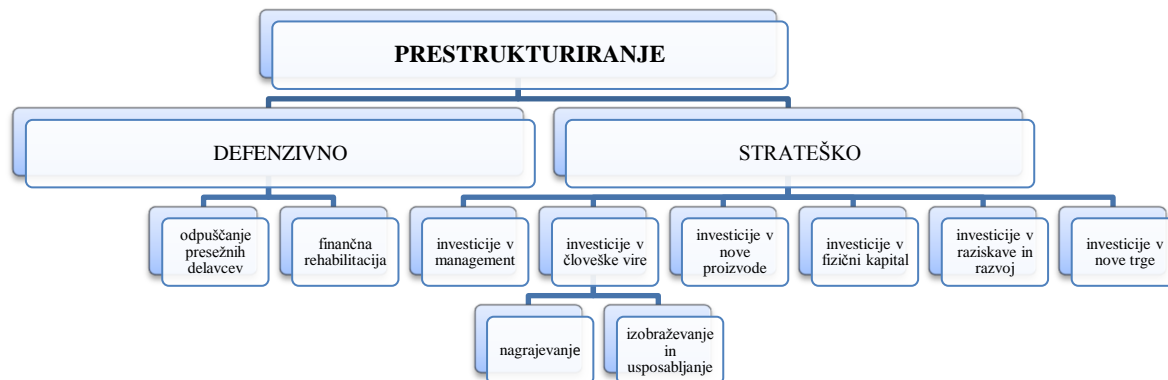 PRESTRUKTURIRANJE
DEFENZIVNO
STRATEŠKO
odpuščanje
presežnih
delavcev
finančna
rehabilitacija
investicije v
management
investicije v
človeške vire
investicije v
nove
proizvode
investicije v
fizični kapital
investicije v
raziskave in
razvoj
investicije v
nove trge
nagrajevanje
izobraževanje
in
usposabljanje